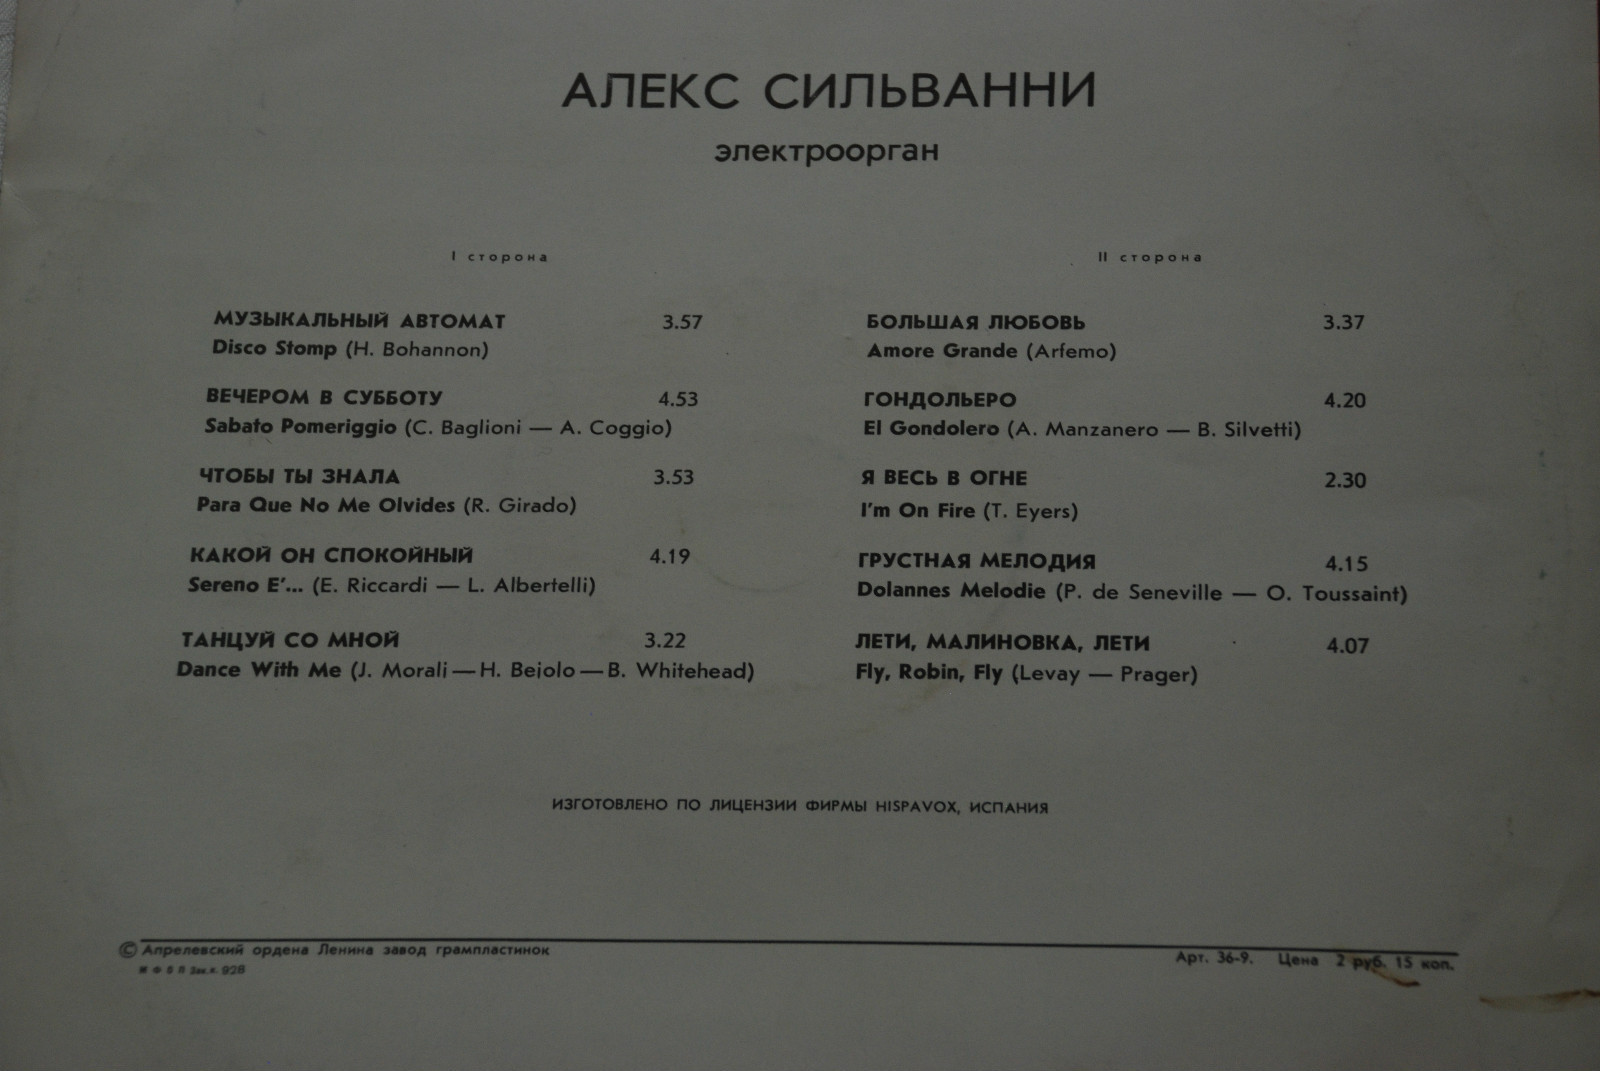 АЛЕКС СИЛЬВАННИ
электроорган
I сторона
МУЗЫКАЛЬНЫЙ АВТОМАТ 3.57
Disco Stomp (H. Bohannon)
ВЕЧЕРОМ В СУББОТУ 4.53
Sabato Pomeriggio (C. Baglioni — A. Coggio)
ЧТОБЫ ТЫ ЗНАЛА 3.53
Para Que No Me Olvides (R. Girado)
КАКОЙ ОН СПОКОЙНЫЙ 4.19
Sereno E'... (E. Riccardi — L. Albertelli)
ТАНЦУЙ СО МНОЙ 3.22
Dance With Me (J. Morali — H. Beiolo — B. Whitehead)
II сторона
БОЛЬШАЯ ЛЮБОВЬ 3.37
Amore Grande (Arfemo)
ГОНДОЛЬЕРО 4.20
El Gondolero (A. Manzanero — B. Silvetti)
Я ВЕСЬ В ОГНЕ 2.30
I'm On Fire (T. Eyers)
ГРУСТНАЯ МЕЛОДИЯ 4.15
Dolannes Melodie (P. de Seneville — O. Toussaint)
ЛЕТИ, МАЛИНОВКА, ЛЕТИ 4.07
Fly, Robin, Fly (Levay — Prager)
ИЗГОТОВЛЕНО ПО ЛИЦЕНЗИИ ФИРМЫ HISPAVOX, ИСПАНИЯ
© Апрелевский ордена Ленина завод грампластинок
928
Арт. 36-9. Цена 2 руб. 15 коп.